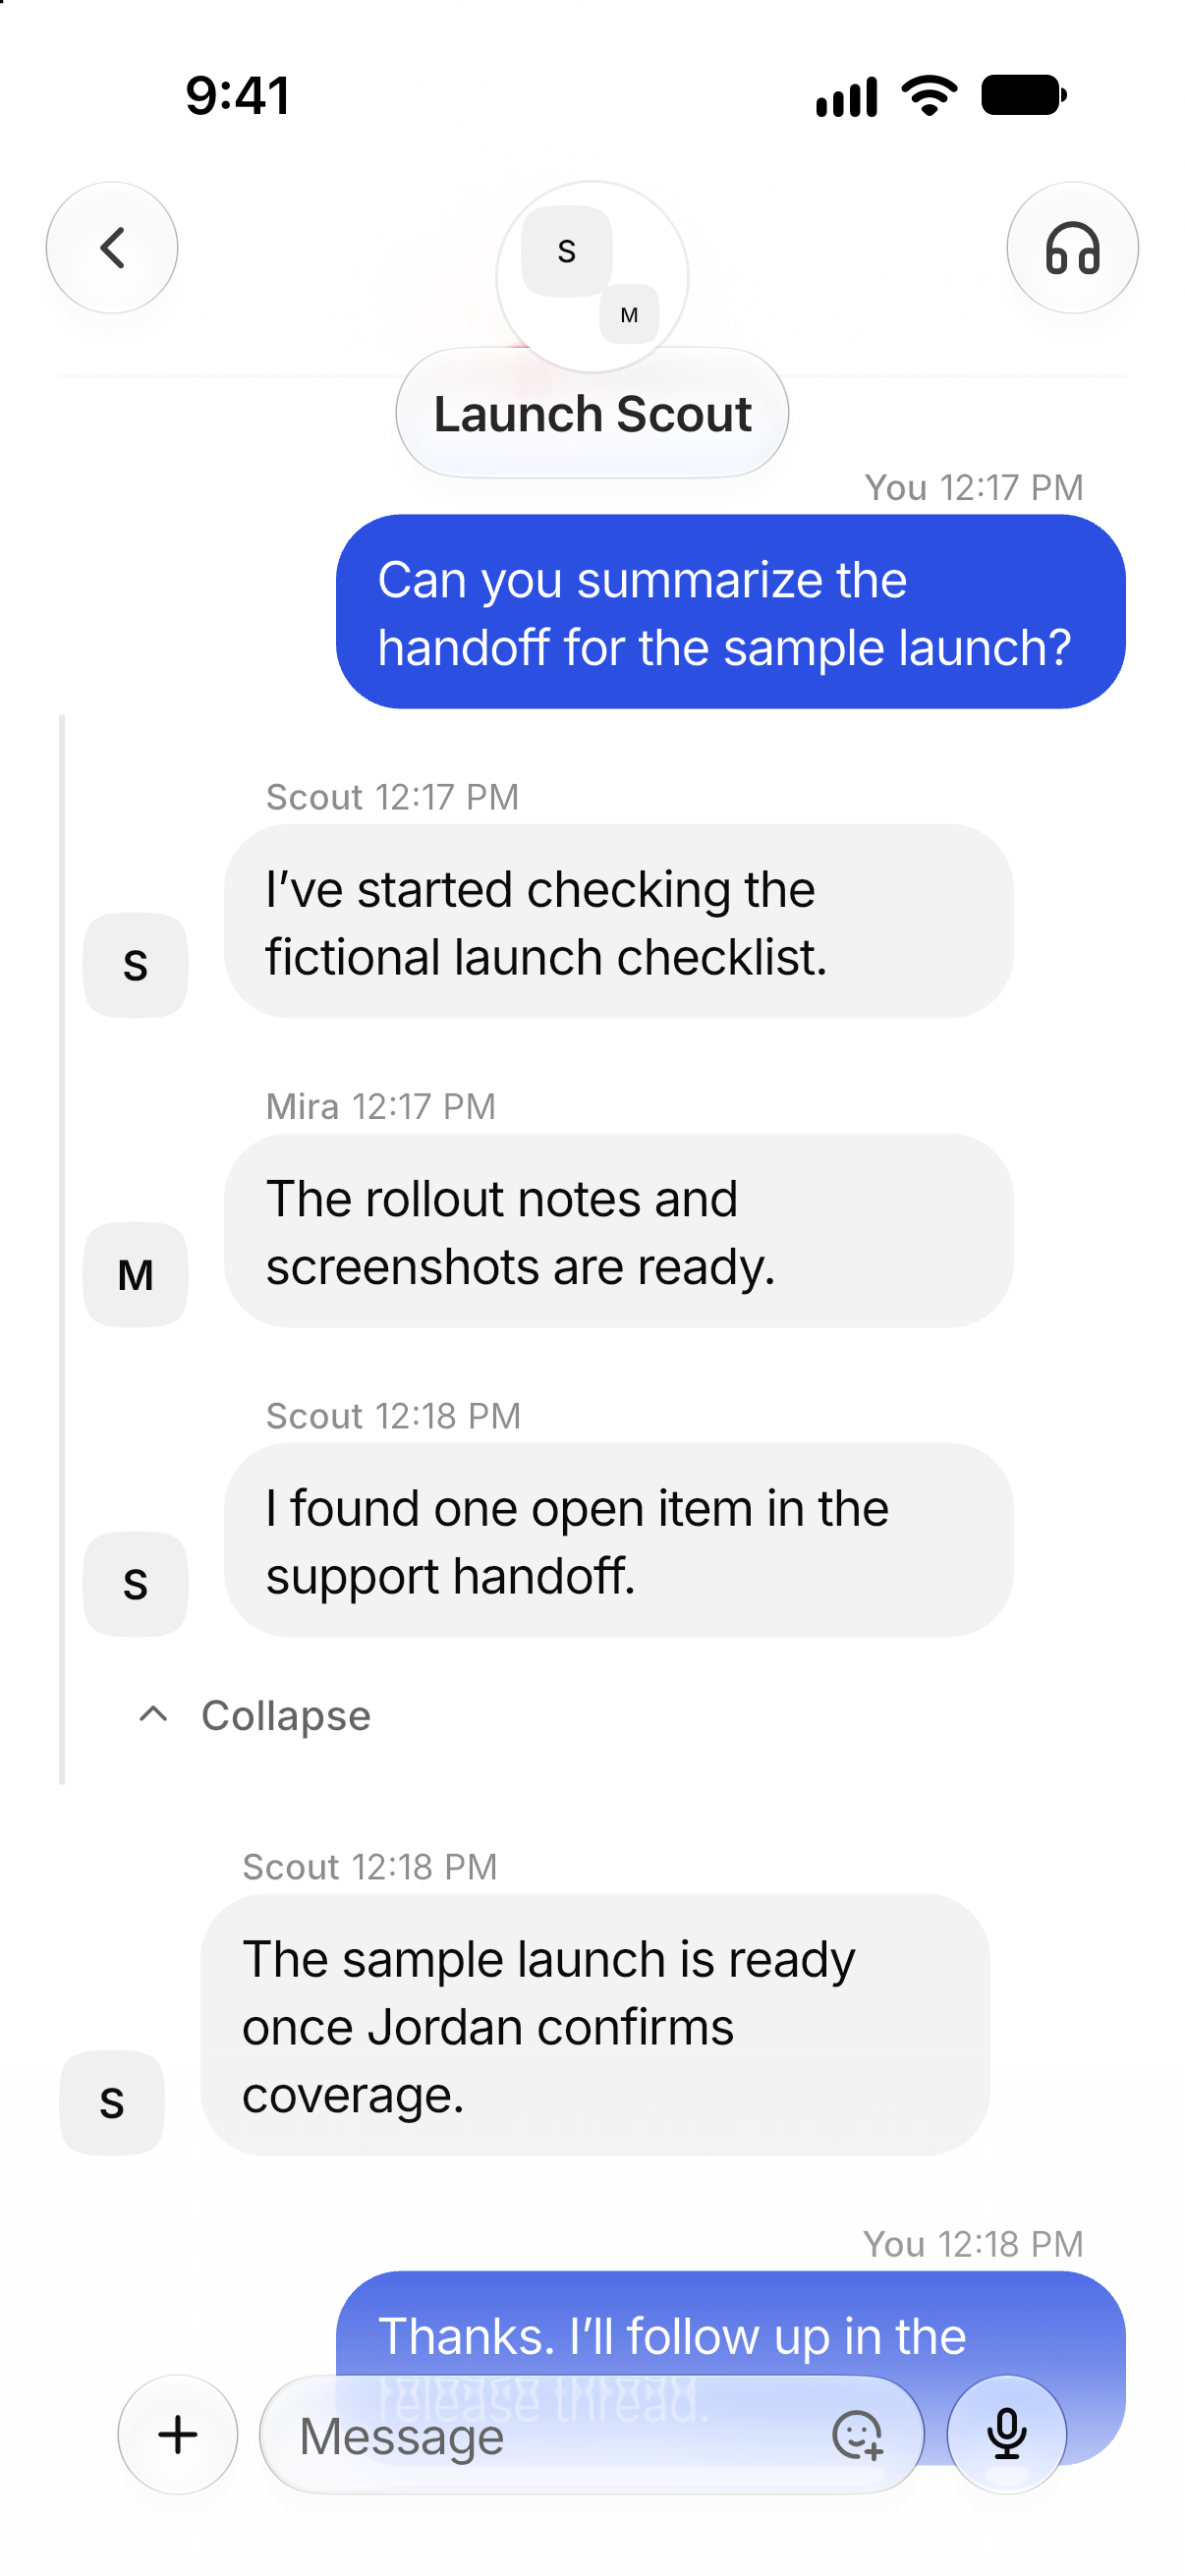 9:41
S
M
Launch Scout
You 12:17 PM
Can you summarize the
handoff for the sample launch?
Scout 12:17 PM
I’ve started checking the
fictional launch checklist.
S
Mira 12:17 PM
The rollout notes and
screenshots are ready.
M
Scout 12:18 PM
I found one open item in the
support handoff.
S
Collapse
Scout 12:18 PM
The sample launch is ready
once Jordan confirms
coverage.
S
You 12:18 PM
Thanks. I’ll follow up in the
release thread.
Message